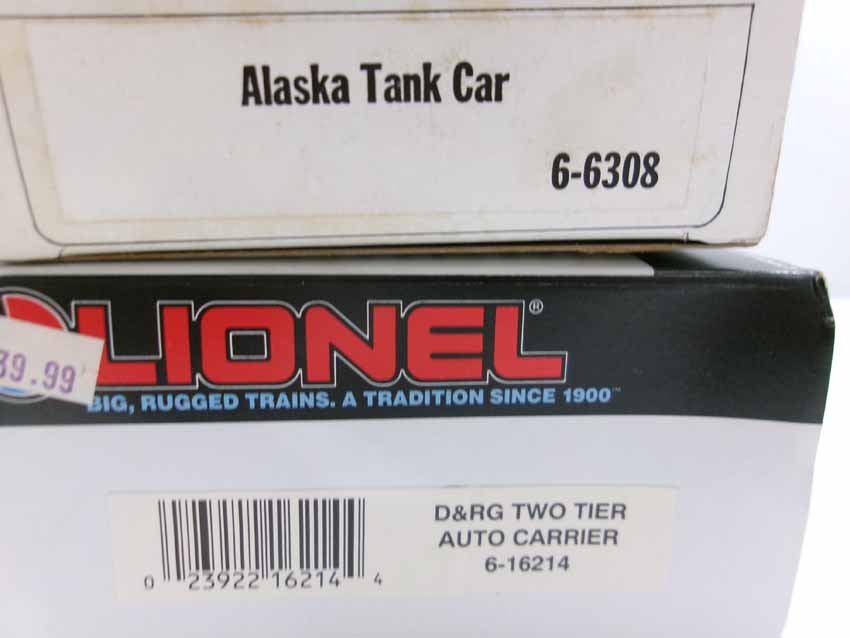 Alaska Tank Car
6-6308
LIONEL®
39.99
BIG, RUGGED TRAINS. A TRADITION SINCE 1900™
D&RG TWO TIER
AUTO CARRIER
6-16214
0 23922 16214 4